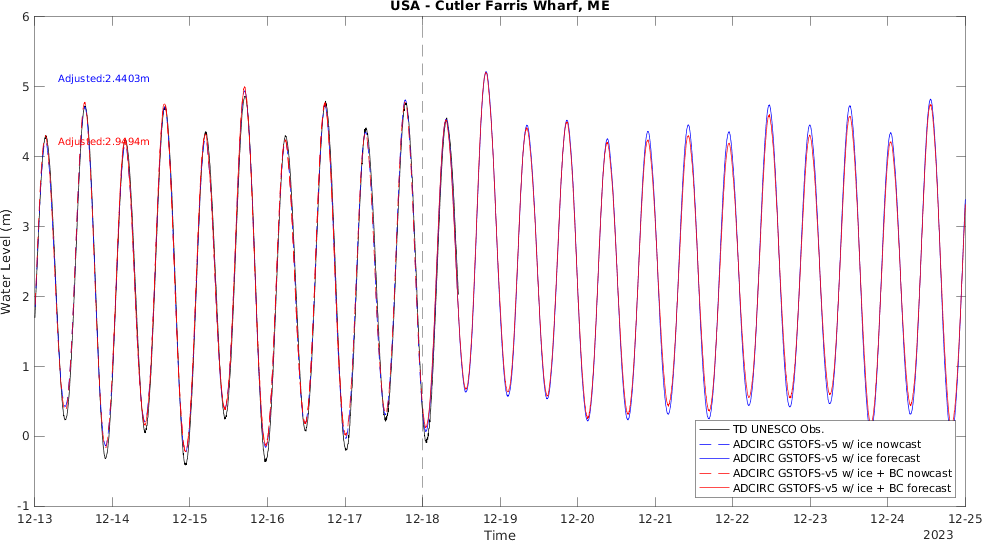 USA - Cutler Farris Wharf, ME
6
5
4
3
2
1
0
-1
Water Level (m)
Adjusted:2.4403m
Adjusted:2.9494m
TD UNESCO Obs.
ADCIRC GSTOFS-v5 w/ ice nowcast
ADCIRC GSTOFS-v5 w/ ice forecast
ADCIRC GSTOFS-v5 w/ ice + BC nowcast
ADCIRC GSTOFS-v5 w/ ice + BC forecast
12-13 12-14 12-15 12-16 12-17 12-18 12-19 12-20 12-21 12-22 12-23 12-24 12-25
Time 2023